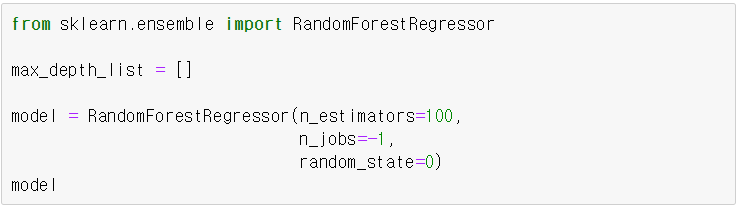 from sklearn.ensemble import RandomForestRegressor
max_depth_list = []
model = RandomForestRegressor(n_estimators=100,
n_jobs=-1,
random_state=0)
model